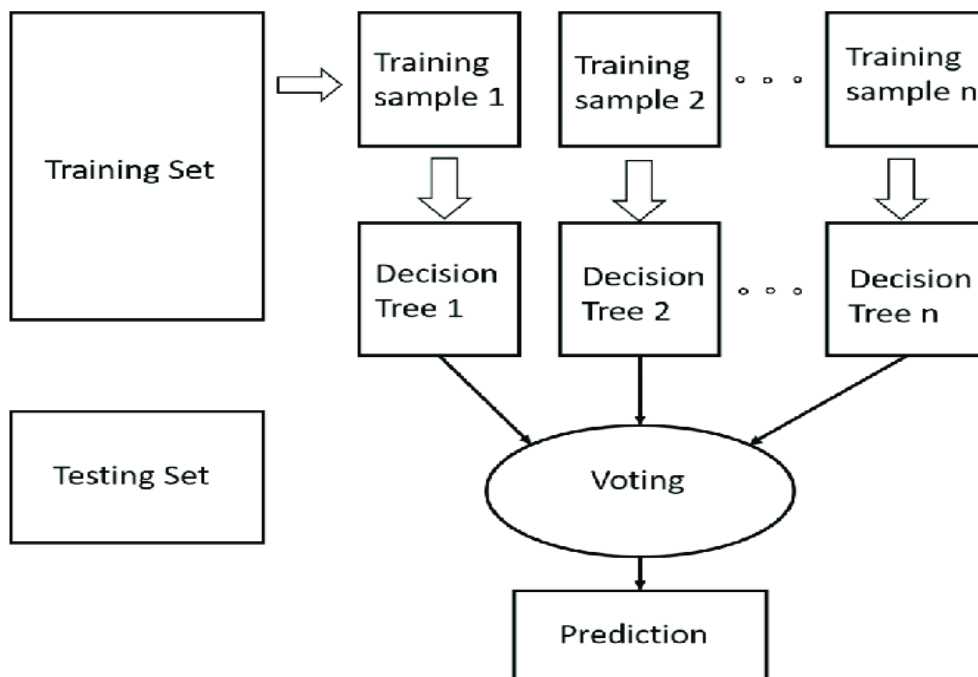 Training Set
Training
sample 1
Training
sample 2
Training
sample n
Decision
Tree 1
Decision
Tree 2
Decision
Tree n
Testing Set
Voting
Prediction